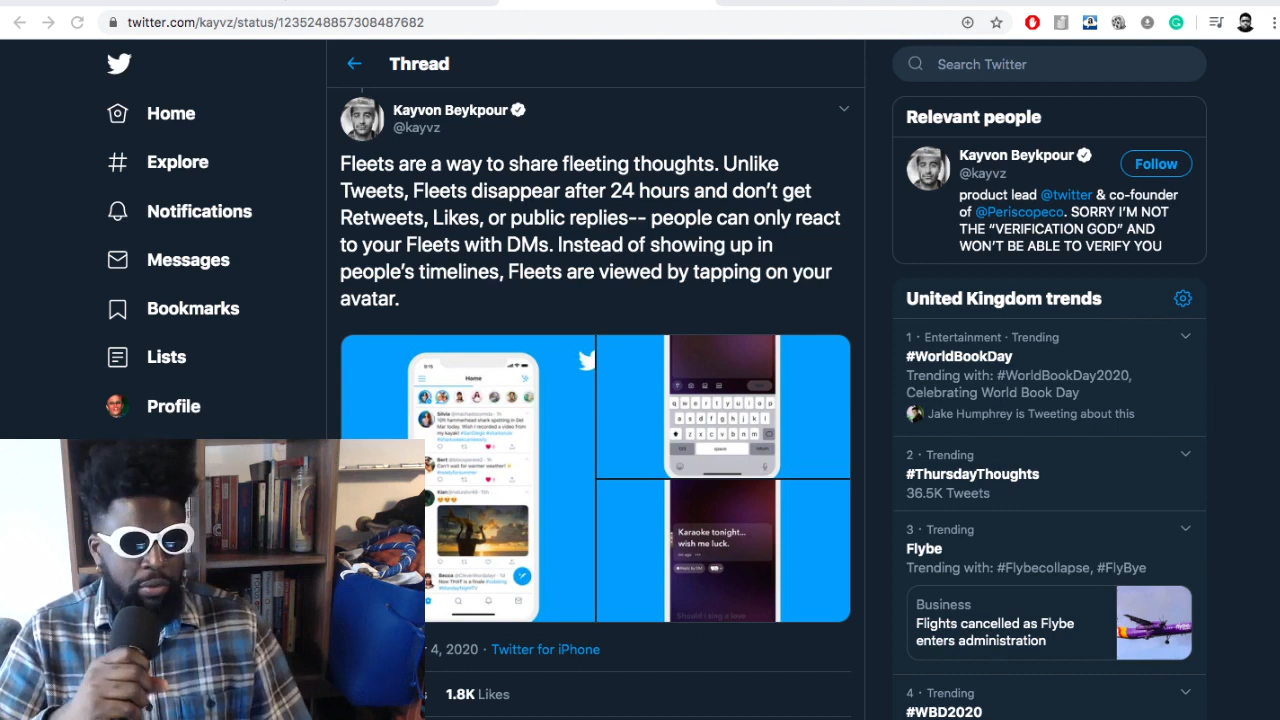 twitter.com/kayvz/status/1235248857308487682
Home
Explore
Notifications
Messages
Bookmarks
Lists
Profile
Thread
Kayvon Beykpour
@kayvz
Fleets are a way to share fleeting thoughts. Unlike
Tweets, Fleets disappear after 24 hours and don’t get
Retweets, Likes, or public replies-- people can only react
to your Fleets with DMs. Instead of showing up in
people’s timelines, Fleets are viewed by tapping on your
avatar.
Home
Can't wait for warmer weather!
q w e r t y u i o p
a s d f g h j k l
z x c v b n m
space
Karaoke tonight...
wish me luck.
4, 2020 · Twitter for iPhone
1.8K Likes
Search Twitter
Relevant people
Kayvon Beykpour
@kayvz
Follow
product lead @twitter & co-founder
of @Periscopeco. SORRY I’M NOT
THE “VERIFICATION GOD” AND
WON’T BE ABLE TO VERIFY YOU
United Kingdom trends
1 · Entertainment · Trending
#WorldBookDay
Trending with: #WorldBookDay2020,
Celebrating World Book Day
Jake Humphrey is Tweeting about this
2 · Trending
#ThursdayThoughts
36.5K Tweets
3 · Trending
Flybe
Trending with: #Flybecollapse, #FlyBye
Business
Flights cancelled as Flybe
enters administration
4 · Trending
#WBD2020